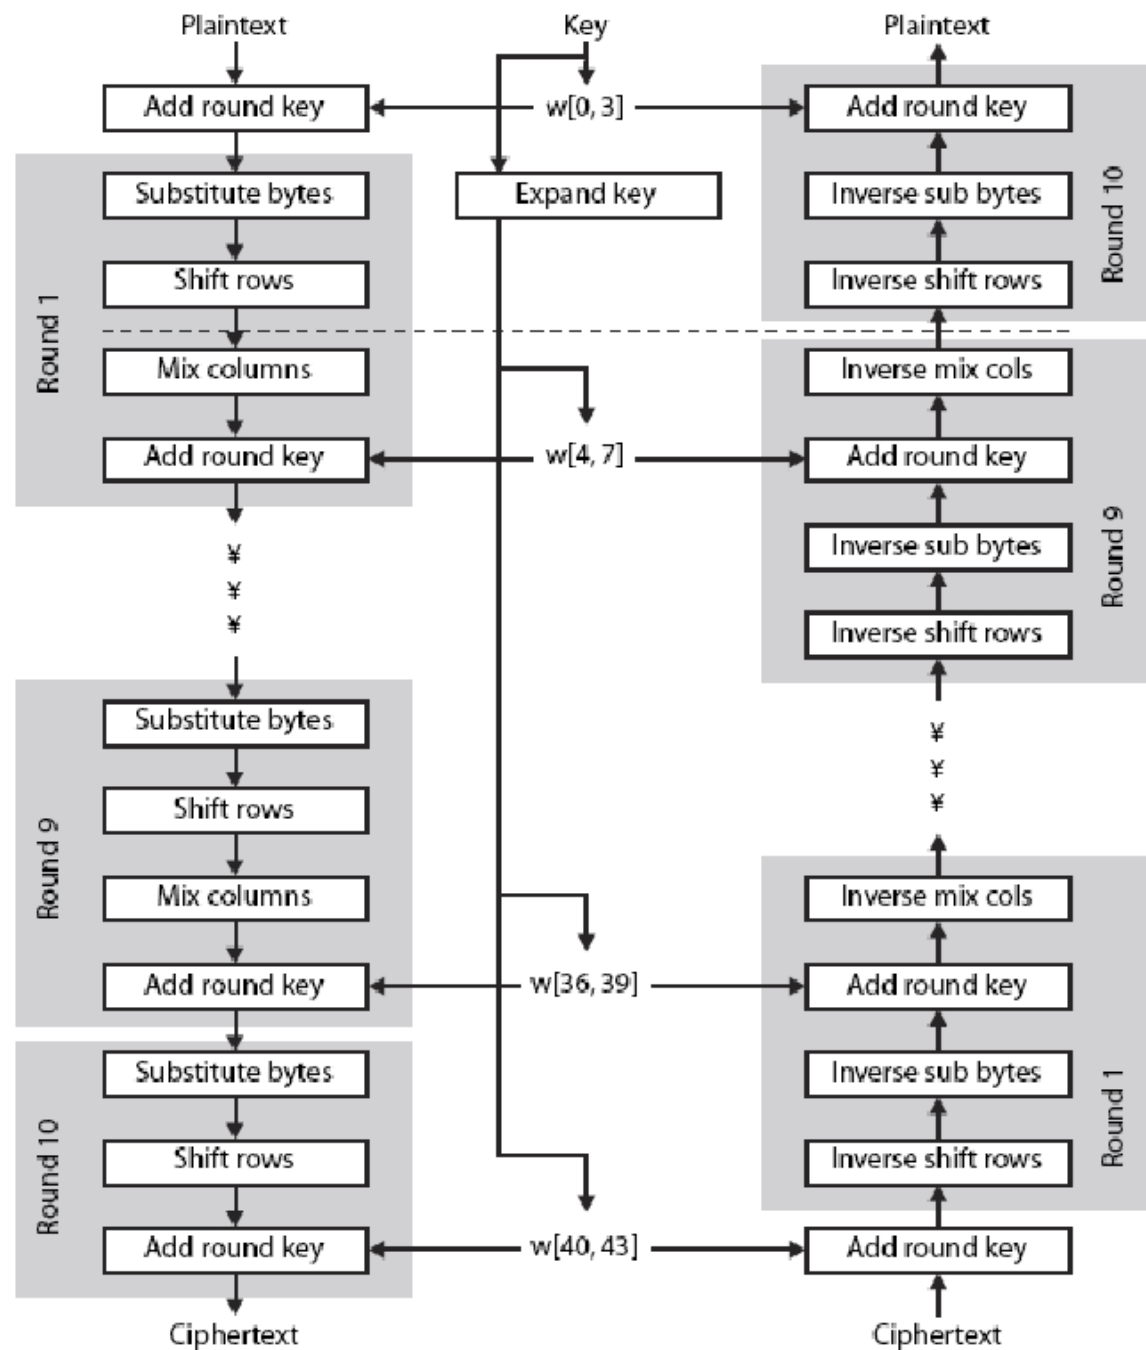 Plaintext
Add round key
Round 1
Substitute bytes
Shift rows
Mix columns
Add round key
¥
¥
¥
Round 9
Substitute bytes
Shift rows
Mix columns
Add round key
Round 10
Substitute bytes
Shift rows
Add round key
Ciphertext
Key
w[0, 3]
Expand key
w[4, 7]
w[36, 39]
w[40, 43]
Plaintext
Add round key
Inverse sub bytes
Inverse shift rows
Round 10
Inverse mix cols
Add round key
Inverse sub bytes
Inverse shift rows
Round 9
¥
¥
¥
Inverse mix cols
Add round key
Inverse sub bytes
Inverse shift rows
Round 1
Add round key
Ciphertext